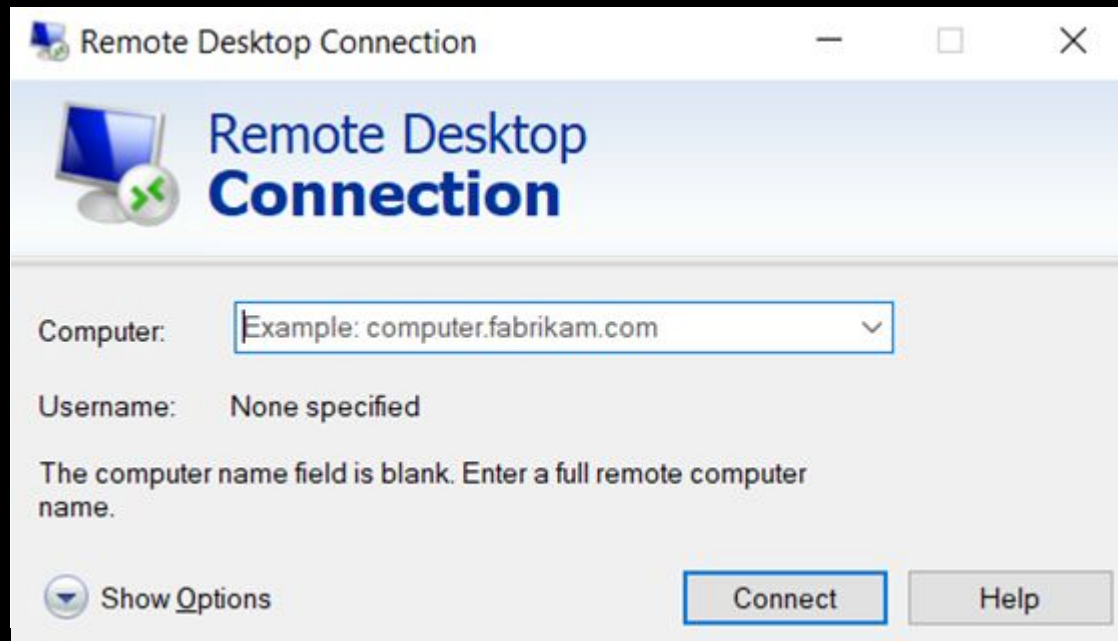 Remote Desktop Connection
Remote Desktop
Connection
Computer: Example: computer.fabrikam.com
Username: None specified
The computer name field is blank. Enter a full remote computer
name.
Show Options Connect Help